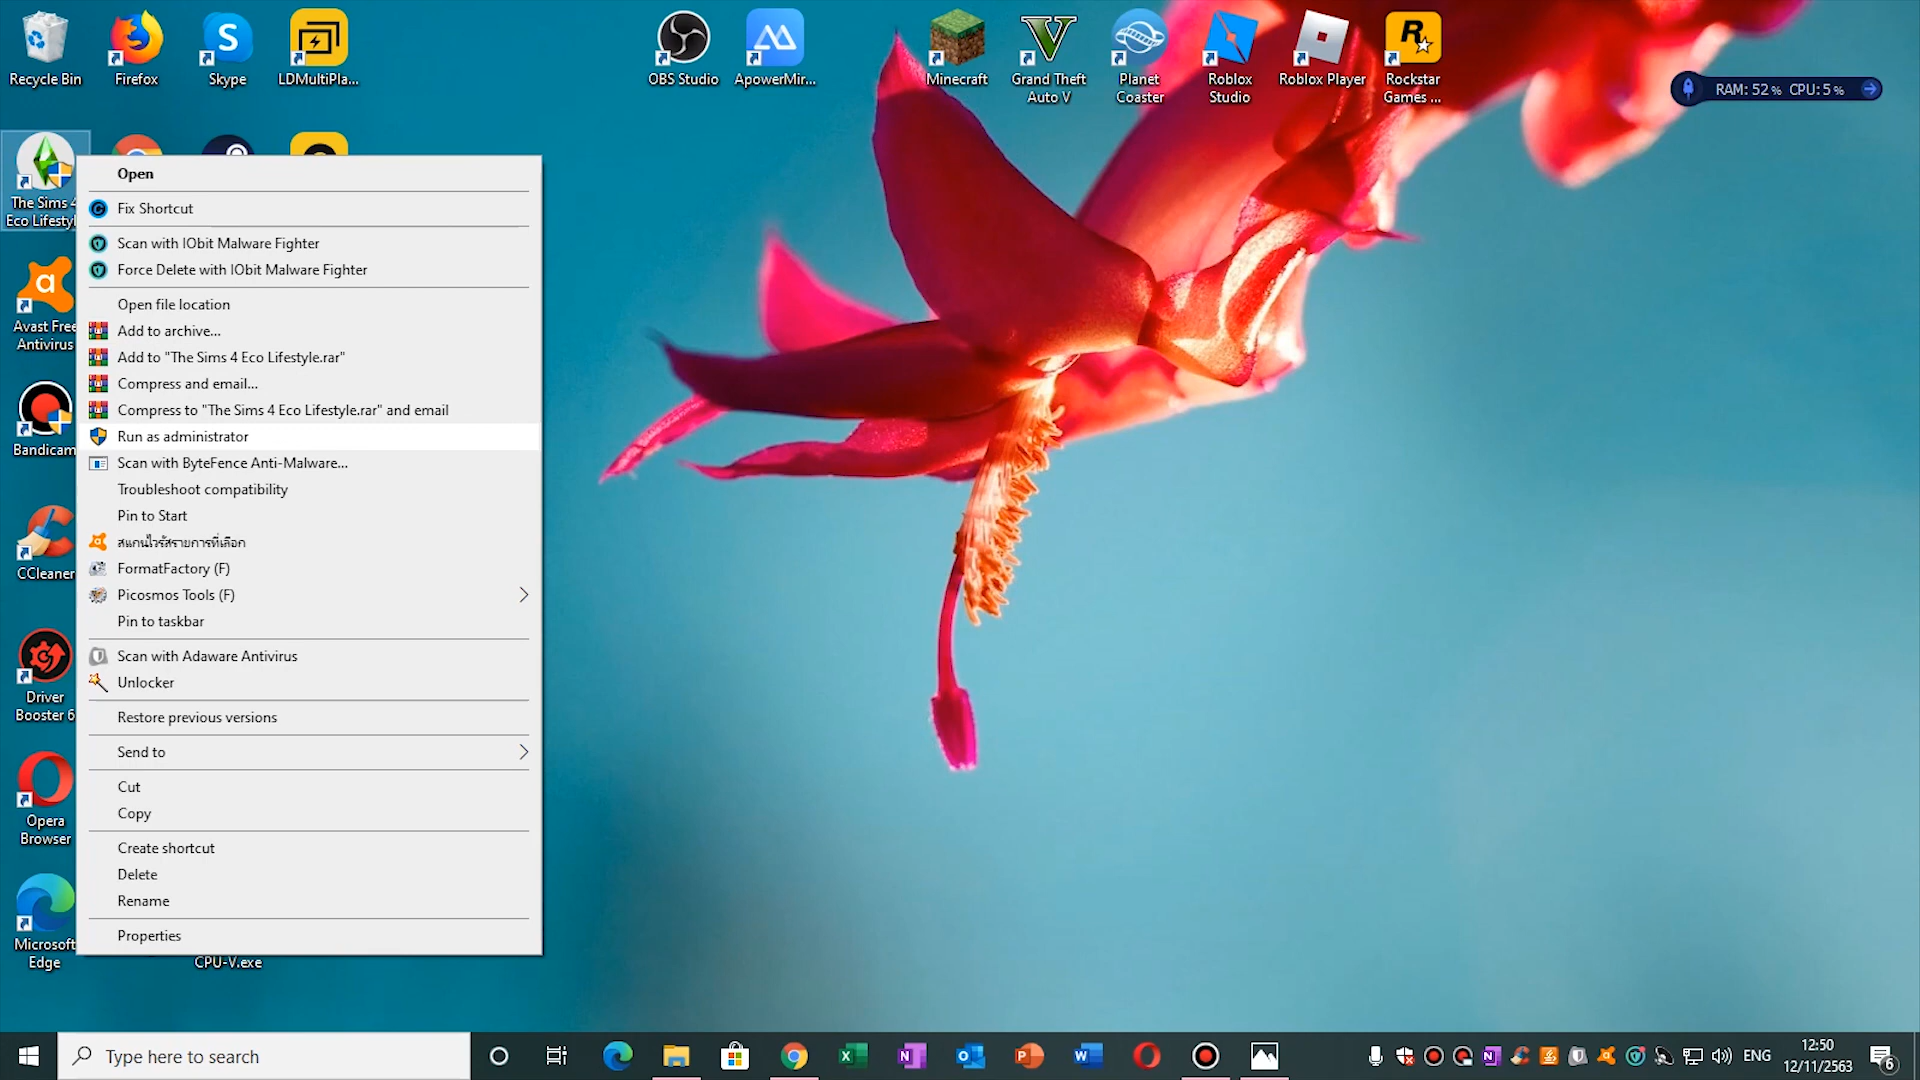 Recycle Bin
Firefox
Skype
LDMultiPla...
OBS Studio
ApowerMir...
Minecraft
Grand Theft
Auto V
Planet
Coaster
Roblox
Studio
Roblox Player
Rockstar
Games ...
RAM: 52 % CPU: 5 %
The Sims 4
Eco Lifestyl
Avast Free
Antivirus
Bandicam
CCleaner
Driver
Booster 6
Opera
Browser
Microsoft
Edge
CPU-V.exe
Open
Fix Shortcut
Scan with IObit Malware Fighter
Force Delete with IObit Malware Fighter
Open file location
Add to archive...
Add to "The Sims 4 Eco Lifestyle.rar"
Compress and email...
Compress to "The Sims 4 Eco Lifestyle.rar" and email
Run as administrator
Scan with ByteFence Anti-Malware...
Troubleshoot compatibility
Pin to Start
สแกนไวรัสรายการที่เลือก
FormatFactory (F)
Picosmos Tools (F)
Pin to taskbar
Scan with Adaware Antivirus
Unlocker
Restore previous versions
Send to
Cut
Copy
Create shortcut
Delete
Rename
Properties
Type here to search
ENG
12:50
12/11/2563
6